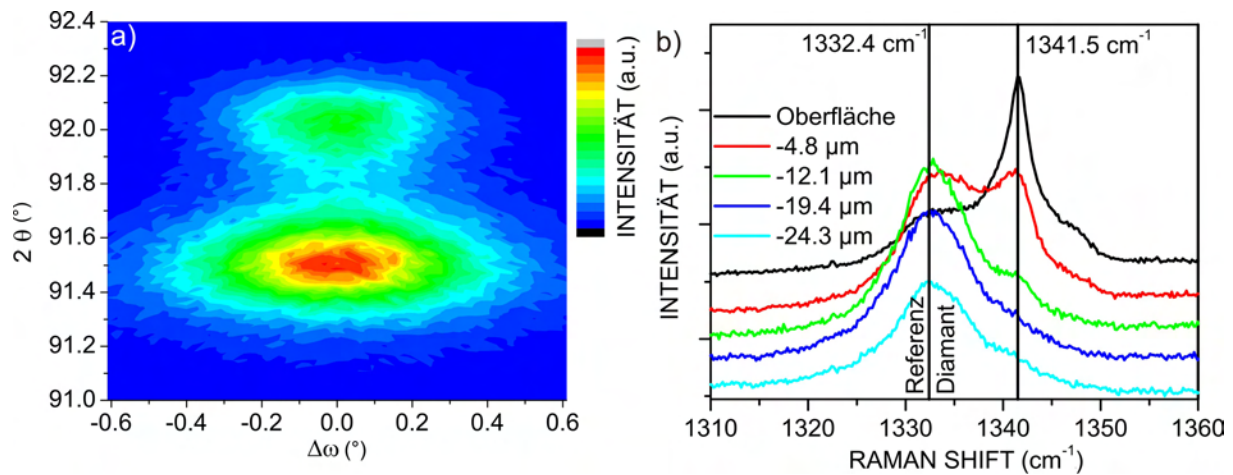 a)
92.4
92.2
92.0
91.8
91.6
91.4
91.2
91.0
2 θ (°)
-0.6 -0.4 -0.2 0.0 0.2 0.4 0.6
Δω (°)
INTENSITÄT (a.u.)
b)
1332.4 cm-1
1341.5 cm-1
Oberfläche
-4.8 µm
-12.1 µm
-19.4 µm
-24.3 µm
Referenz
Diamant
INTENSITÄT (a.u.)
1310 1320 1330 1340 1350 1360
RAMAN SHIFT (cm-1)